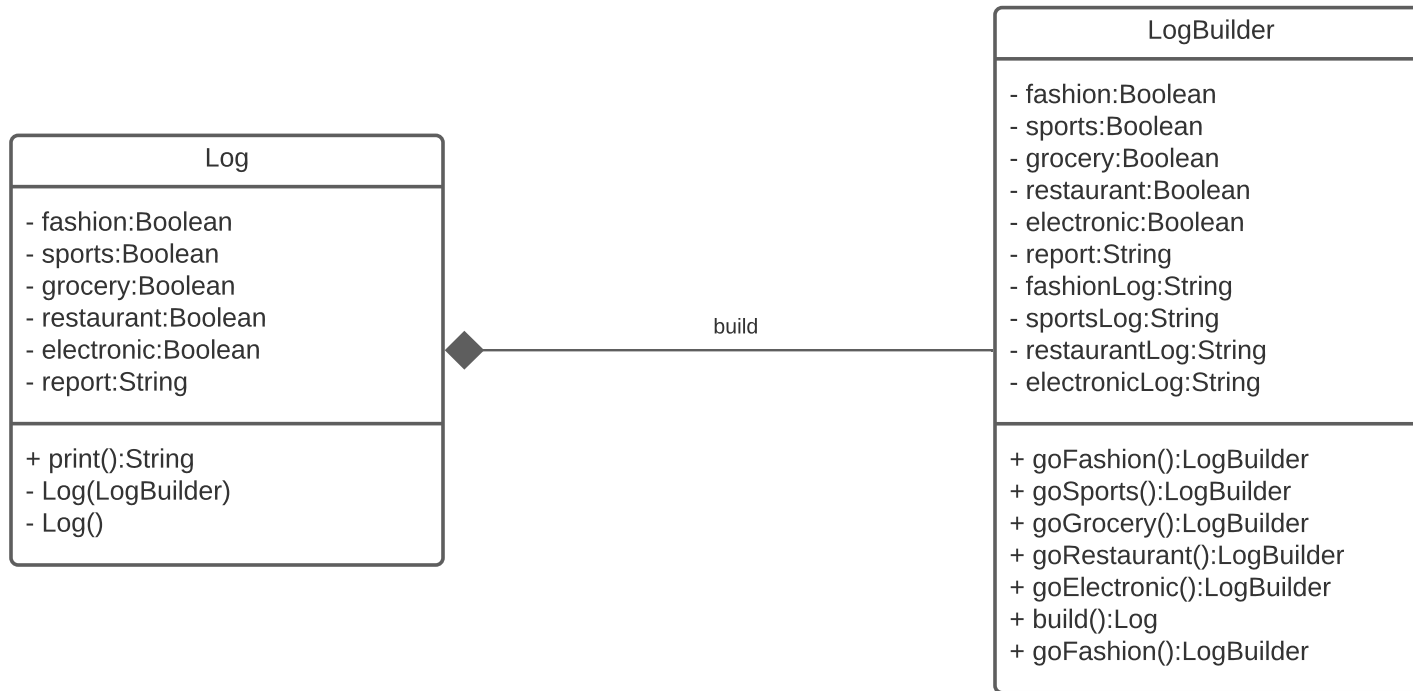 Log
- fashion:Boolean
- sports:Boolean
- grocery:Boolean
- restaurant:Boolean
- electronic:Boolean
- report:String
+ print():String
- Log(LogBuilder)
- Log()
build
LogBuilder
- fashion:Boolean
- sports:Boolean
- grocery:Boolean
- restaurant:Boolean
- electronic:Boolean
- report:String
- fashionLog:String
- sportsLog:String
- restaurantLog:String
- electronicLog:String
+ goFashion():LogBuilder
+ goSports():LogBuilder
+ goGrocery():LogBuilder
+ goRestaurant():LogBuilder
+ goElectronic():LogBuilder
+ build():Log
+ goFashion():LogBuilder